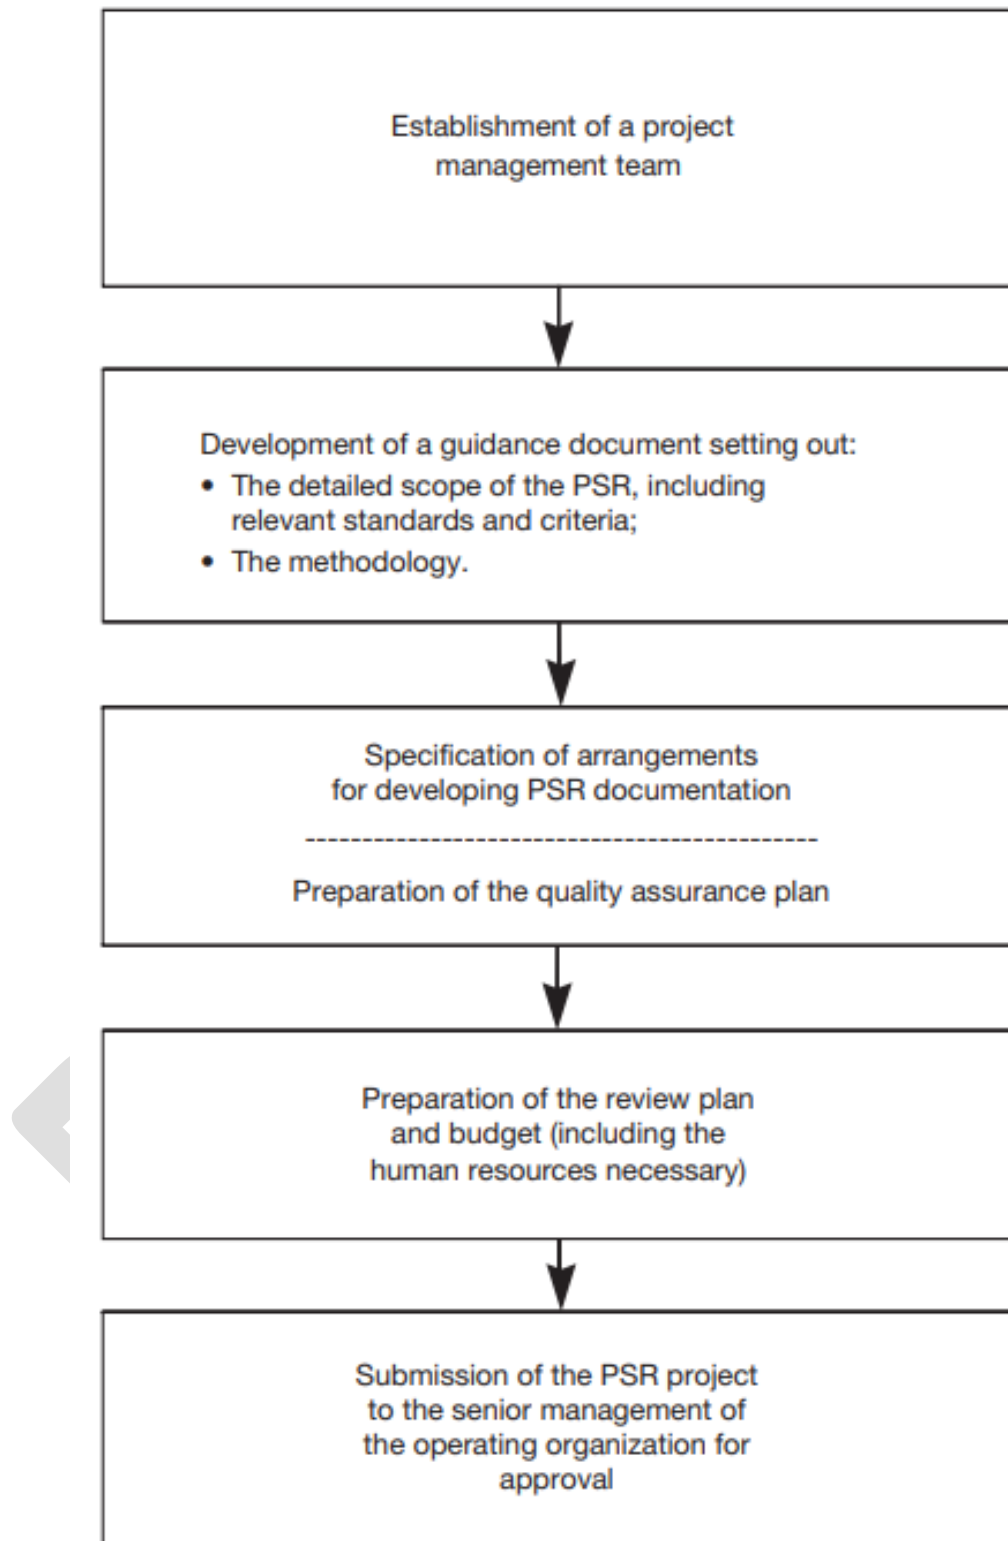 Establishment of a project
management team
Development of a guidance document setting out:
• The detailed scope of the PSR, including
relevant standards and criteria;
• The methodology.
Specification of arrangements
for developing PSR documentation
---------------------------------------------
Preparation of the quality assurance plan
Preparation of the review plan
and budget (including the
human resources necessary)
Submission of the PSR project
to the senior management of
the operating organization for
approval